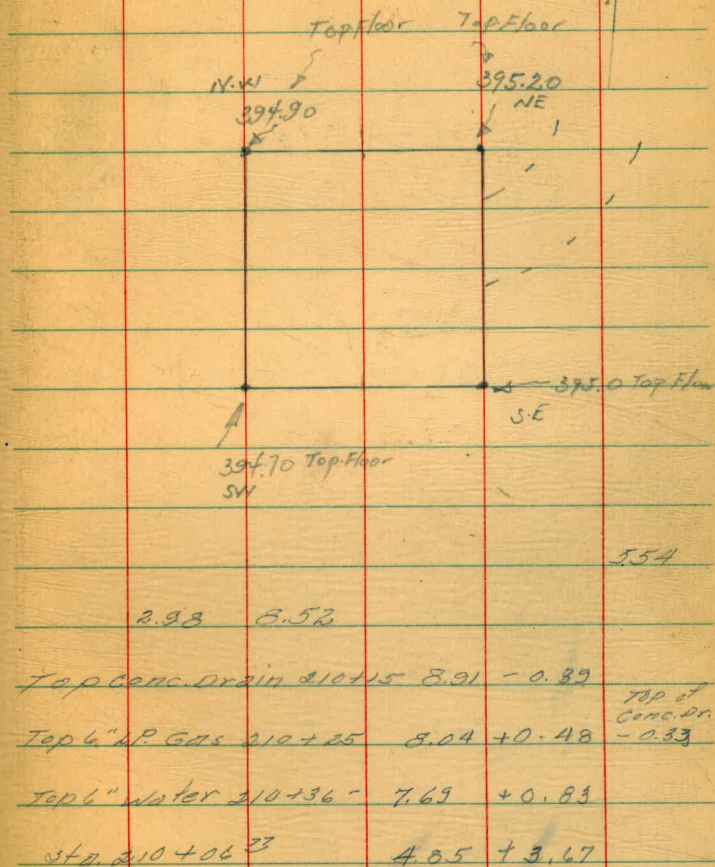 Top Floor Top Floor
N.W 395.20
394.90 NE
395.0 Top Floor
S.E
394.70 Top Floor
SW
5.54
2.98 8.52
Top Conc. Drain 210+15 8.91 - 0.39
Top of
Conc. Dr.
Top 6" H.P. Gas 210+25 8.04 +0.48 - 0.33
Top 6" Water 210+36 - 7.69 +0.83
Sta. 210+06 33 4.85 +3.67